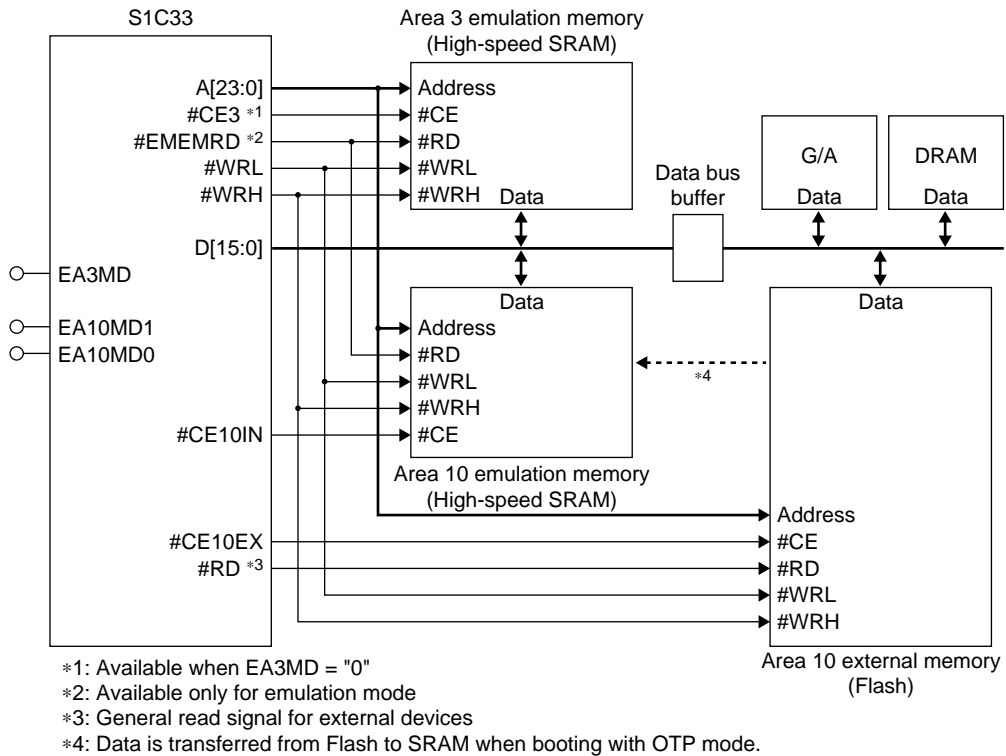 S1C33
Area 3 emulation memory
(High-speed SRAM)
A[23:0]
#CE3 *1
#EMEMRD *2
#WRL
#WRH
D[15:0]
EA3MD
EA10MD1
EA10MD0
#CE10IN
#CE10EX
#RD *3
Address
#CE
#RD
#WRL
#WRH
Data
Data bus
buffer
G/A
Data
DRAM
Data
Data
Address
#RD
#WRL
#WRH
#CE
Area 10 emulation memory
(High-speed SRAM)
*4
Data
Address
#CE
#RD
#WRL
#WRH
Area 10 external memory
(Flash)
*1: Available when EA3MD = "0"
*2: Available only for emulation mode
*3: General read signal for external devices
*4: Data is transferred from Flash to SRAM when booting with OTP mode.